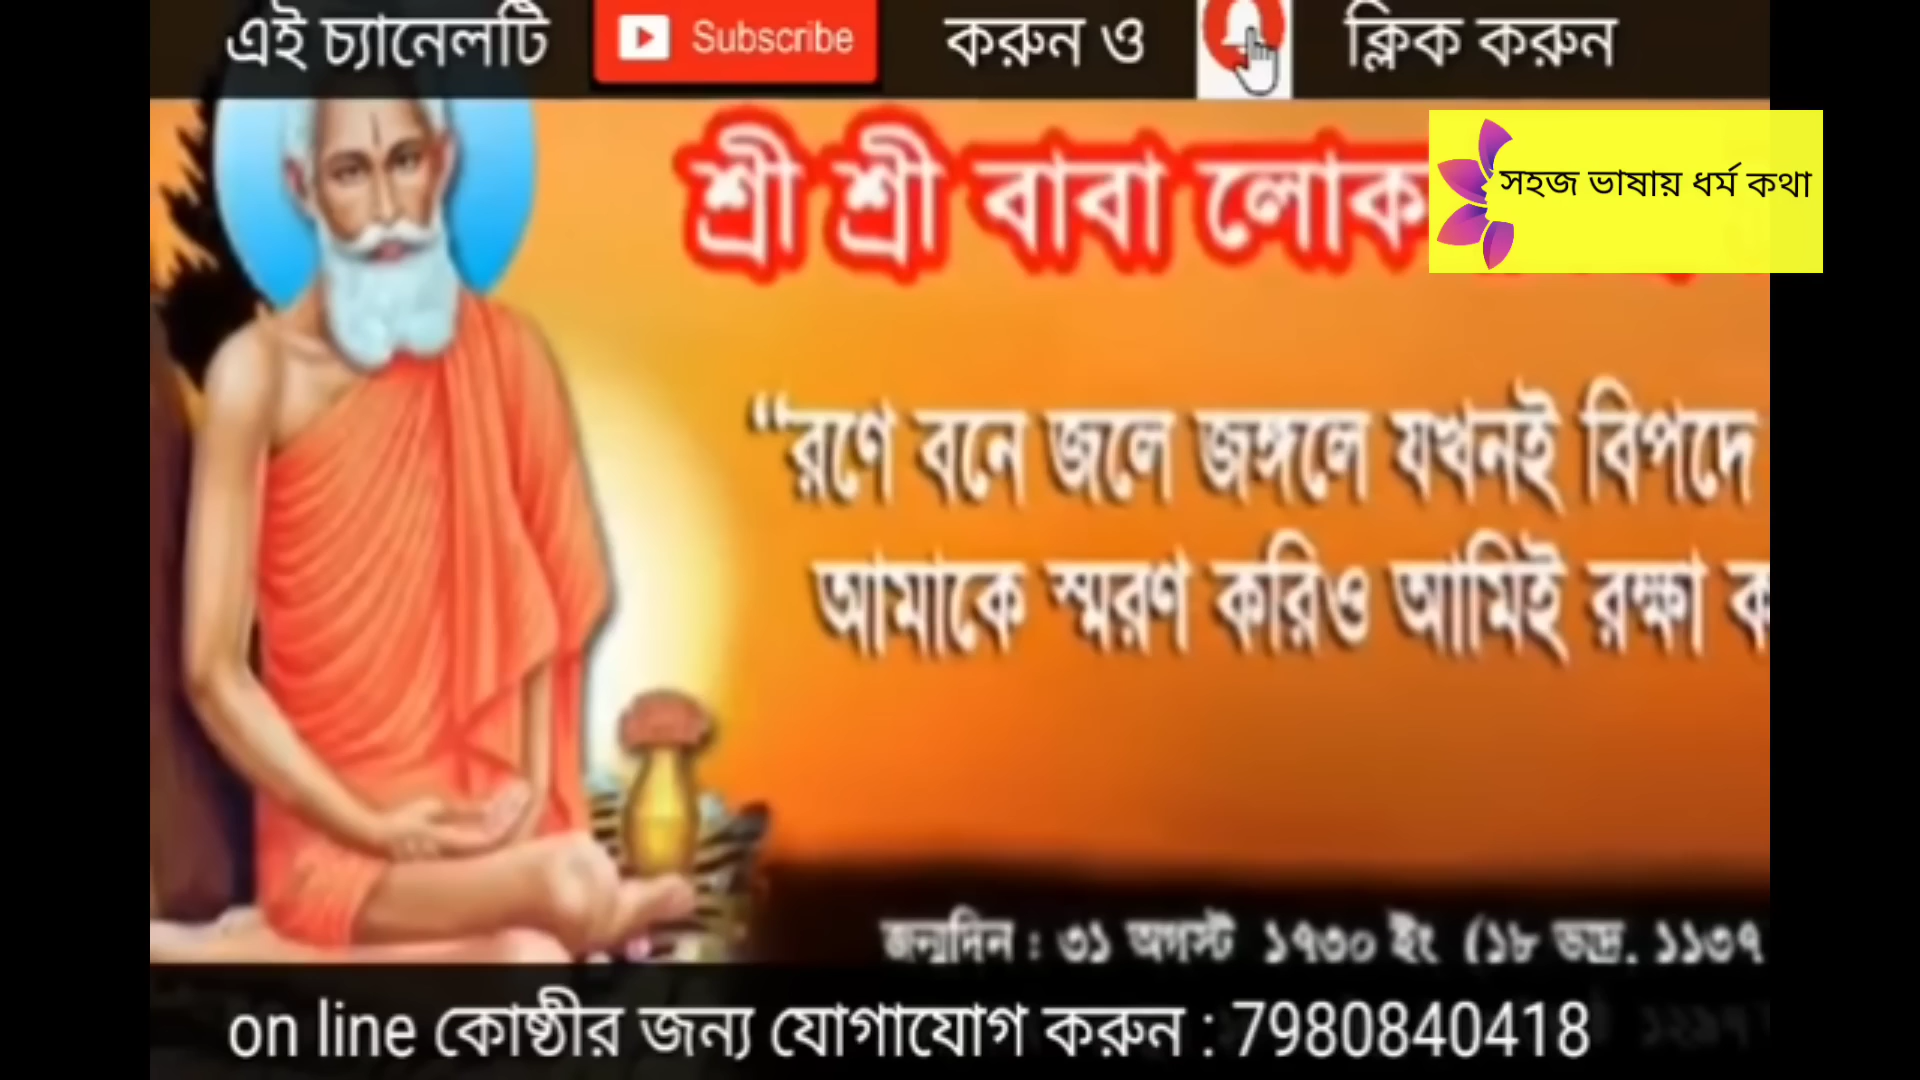 এই চ্যানেলটি Subscribe করুন ও ক্লিক করুন
শ্রী শ্রী বাবা লোক
সহজ ভাষায় ধর্ম কথা
“রণে বনে জলে জঙ্গলে যখনই বিপদে
আমাকে স্মরণ করিও আমিই রক্ষা ক
জন্মদিন : ৩১ অগস্ট ১৭৩০ ইং (১৮ ভাদ্র, ১১৩৭
on line কোষ্ঠীর জন্য যোগাযোগ করুন : 7980840418